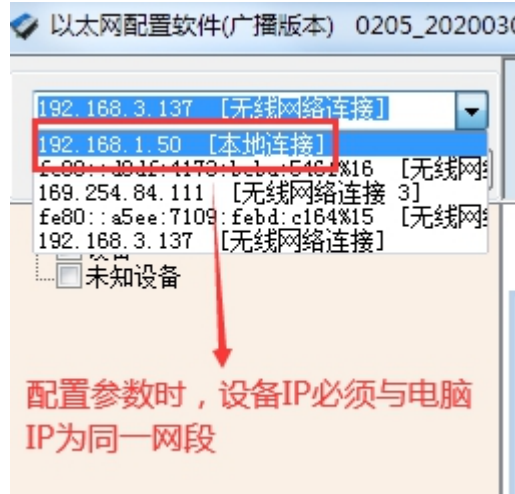 以太网配置软件(广播版本) 0205_202003
192.168.3.137 [无线网络连接]
192.168.1.50 [本地连接]
169.254.84.111 [无线网络连接 3]
fe80::a5ee:7109:febd:c164%15 [无线网
192.168.3.137 [无线网络连接]
未知设备
配置参数时，设备IP必须与电脑
IP为同一网段